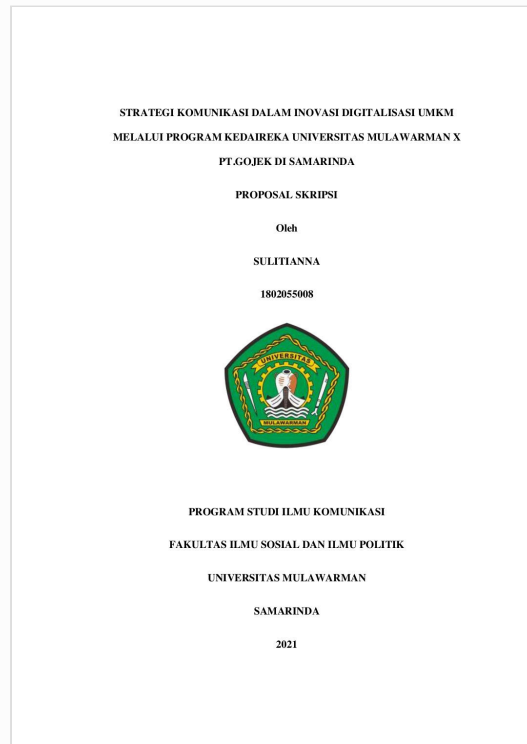 STRATEGI KOMUNIKASI DALAM INOVASI DIGITALISASI UMKM
MELALUI PROGRAM KEDAIREKA UNIVERSITAS MULAWARMAN X
PT.GOJEK DI SAMARINDA
PROPOSAL SKRIPSI
Oleh
SULITIANNA
1802055008
UNIVERSITAS
MULAWARMAN
PROGRAM STUDI ILMU KOMUNIKASI
FAKULTAS ILMU SOSIAL DAN ILMU POLITIK
UNIVERSITAS MULAWARMAN
SAMARINDA
2021